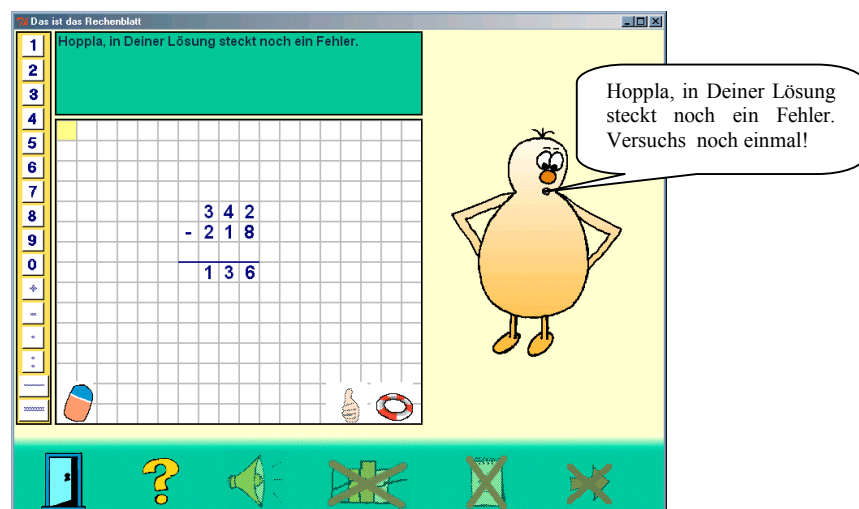 Das ist das Rechenblatt
Hoppla, in Deiner Lösung steckt noch ein Fehler.
1
2
3
4
5
6
7
8
9
0
3 4 2
- 2 1 8
1 3 6
Hoppla, in Deiner Lösung
steckt noch ein Fehler.
Versuchs noch einmal!
?